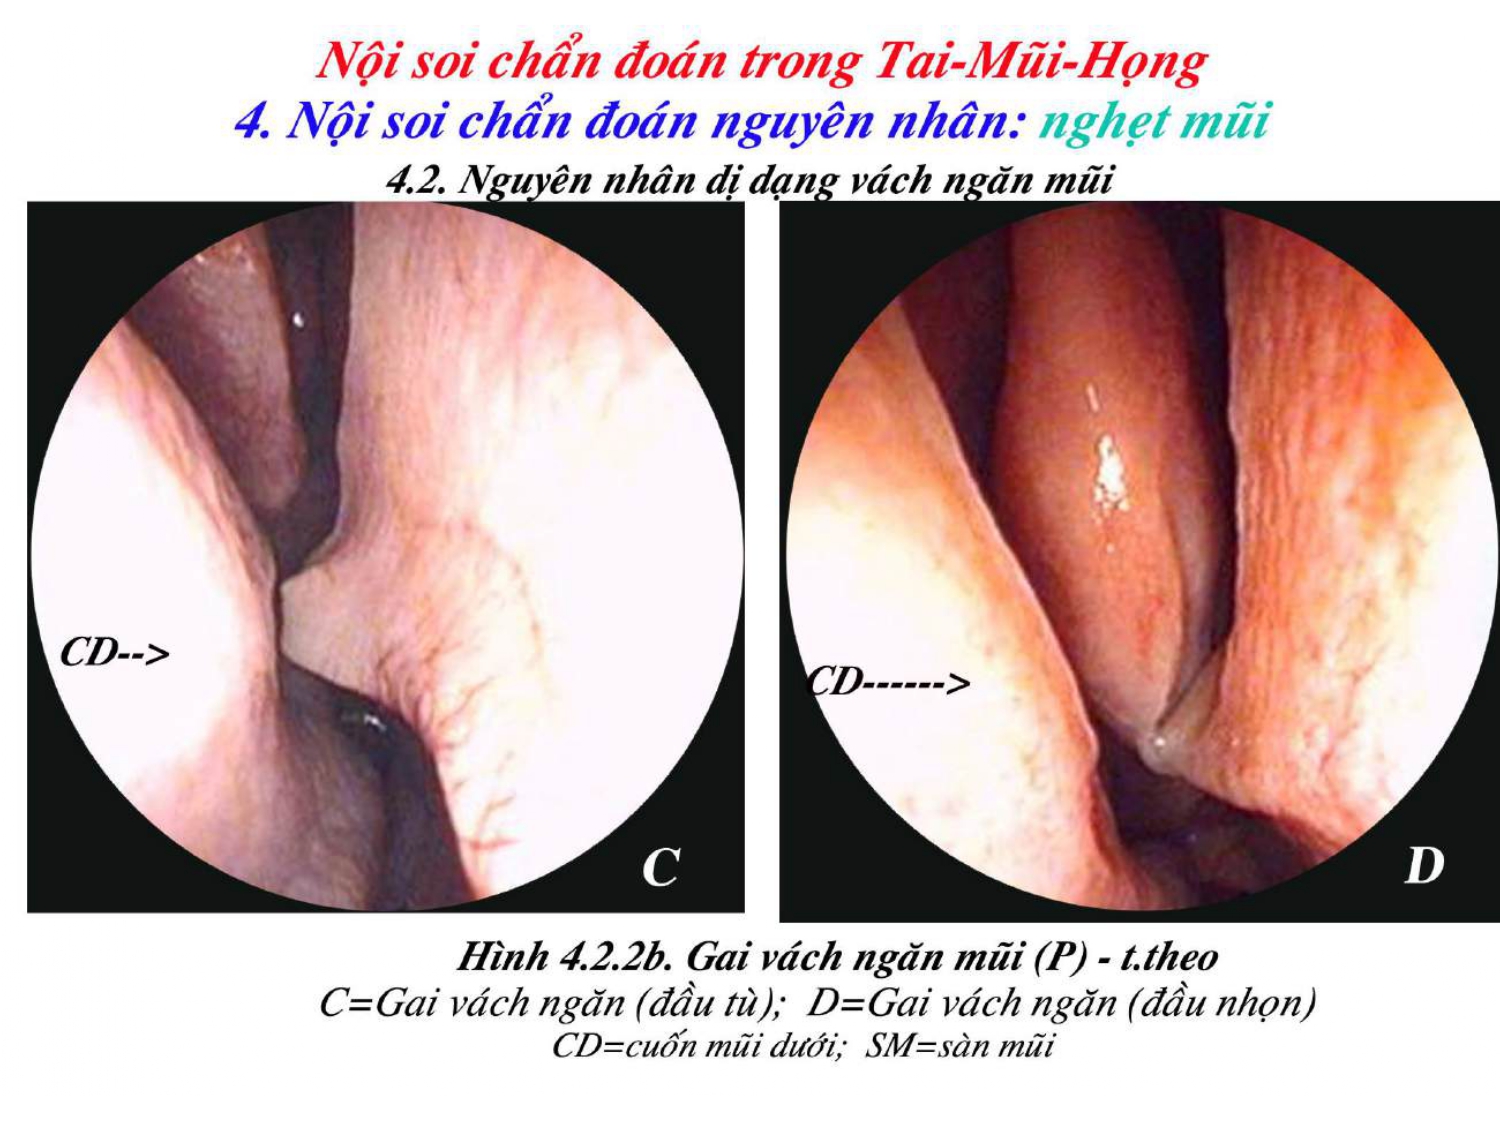 Nội soi chẩn đoán trong Tai-Mũi-Họng
4. Nội soi chẩn đoán nguyên nhân: nghẹt mũi
4.2. Nguyên nhân dị dạng vách ngăn mũi
CD-->
CD------>
C
D
Hình 4.2.2b. Gai vách ngăn mũi (P) - t.theo
C=Gai vách ngăn (đầu tù); D=Gai vách ngăn (đầu nhọn)
CD=cuốn mũi dưới; SM=sàn mũi